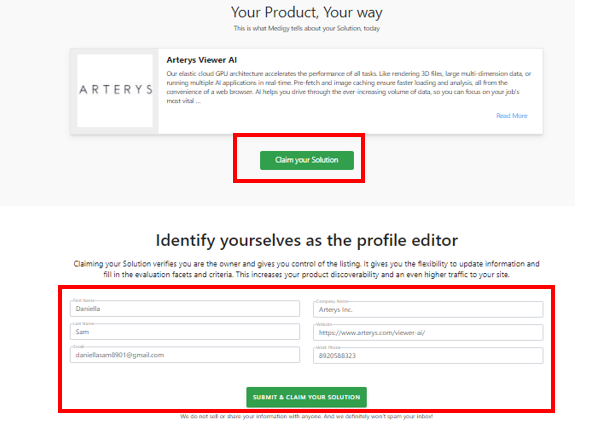 Your Product, Your way
This is what Medigy tells about your Solution, today
ARTERYS
Arterys Viewer AI
Our elastic cloud GPU architecture accelerates the performance of all tasks. Like rendering 3D files, large multi-dimension data, or
running multiple AI applications in real-time. Pre-fetch and image caching ensure faster loading and analysis, all from
the convenience of a web browser. AI helps you drive through the ever-increasing volume of data, so you can focus on your job's
most vital ...
Read More
Claim your Solution
Identify yourselves as the profile editor
Claiming your Solution verifies you are the owner and gives you control of the listing. It gives you the flexibility to update information and
fill in the evaluation facets and criteria. This increases your product discoverability and an even higher traffic to your site.
First Name
Daniella
Company Name
Arterys Inc.
Last Name
Sam
Website
https://www.arterys.com/viewer-ai/
Email
daniellasam8901@gmail.com
Work Phone
8920588323
SUBMIT & CLAIM YOUR SOLUTION
We do not sell or share your information with anyone. And we definitely won't spam your inbox!